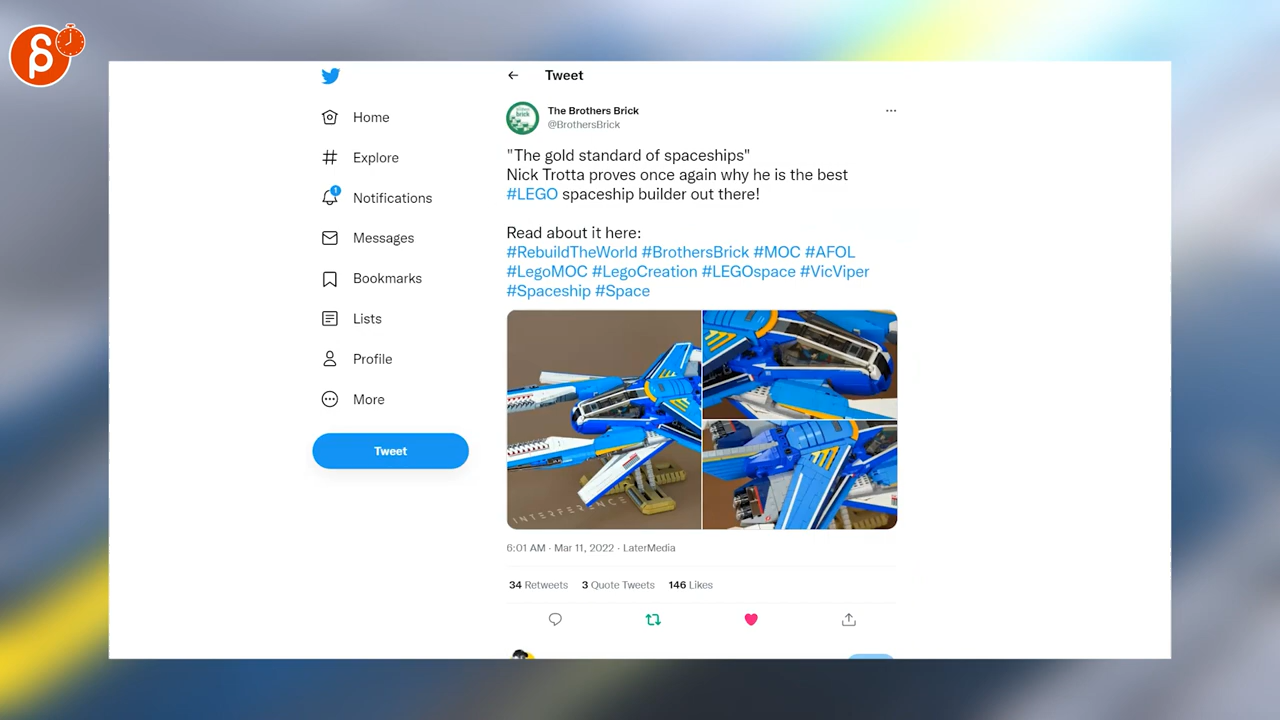 Home
Explore
1
Notifications
Messages
Bookmarks
Lists
Profile
More
Tweet
Tweet
The Brothers Brick
@BrothersBrick
"The gold standard of spaceships"
Nick Trotta proves once again why he is the best
#LEGO spaceship builder out there!
Read about it here:
#RebuildTheWorld #BrothersBrick #MOC #AFOL
#LegoMOC #LegoCreation #LEGOspace #VicViper
#Spaceship #Space
INTERFERENCE
6:01 AM · Mar 11, 2022 · LaterMedia
34 Retweets 3 Quote Tweets 146 Likes